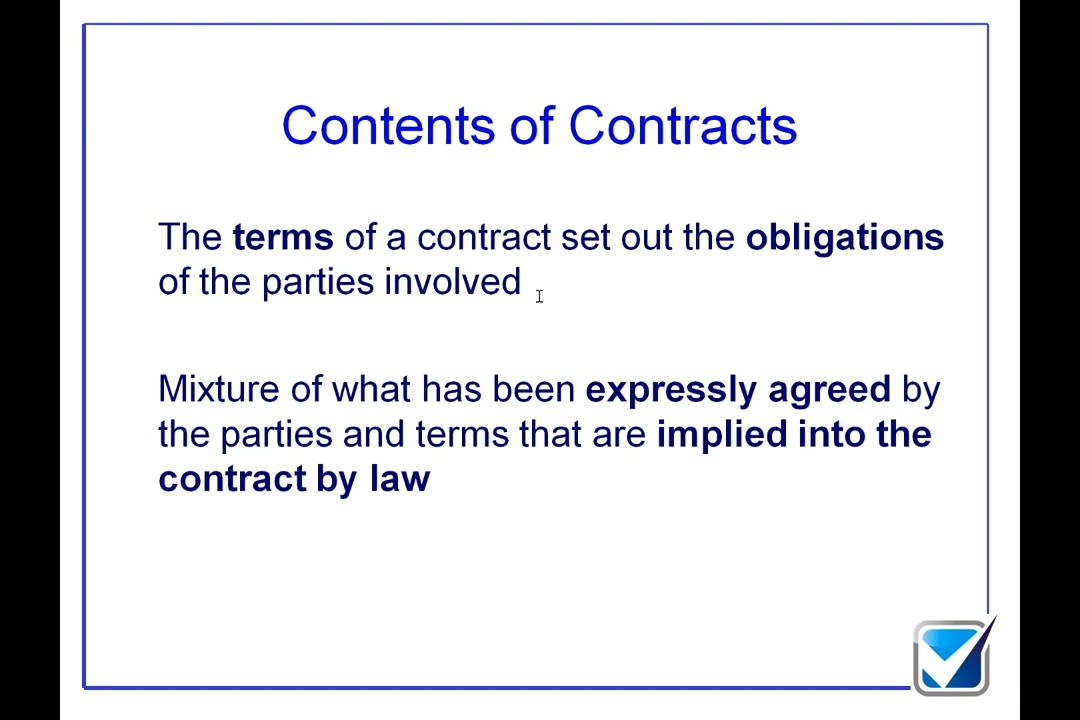 Contents of Contracts
The terms of a contract set out the obligations
of the parties involved
Mixture of what has been expressly agreed by
the parties and terms that are implied into the
contract by law